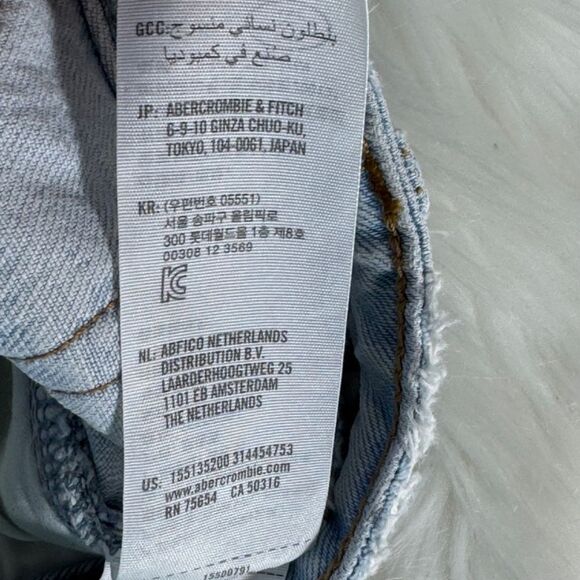 GCC: بنطلون نسائي منسوج
صنع في كمبوديا
JP: ABERCROMBIE & FITCH
6-9-10 GINZA CHUO-KU,
TOKYO, 104-0061, JAPAN
KR: (우편번호 05551)
서울 송파구 올림픽로
300 롯데월드몰 1층 제8호
00308 12 3569
KC
NL: ABFICO NETHERLANDS
DISTRIBUTION B.V.
LAARDERHOOGTWEG 25
1101 EB AMSTERDAM
THE NETHERLANDS
US: 155135200 314454753
www.abercrombie.com
RN 75654 CA 50316
15500791